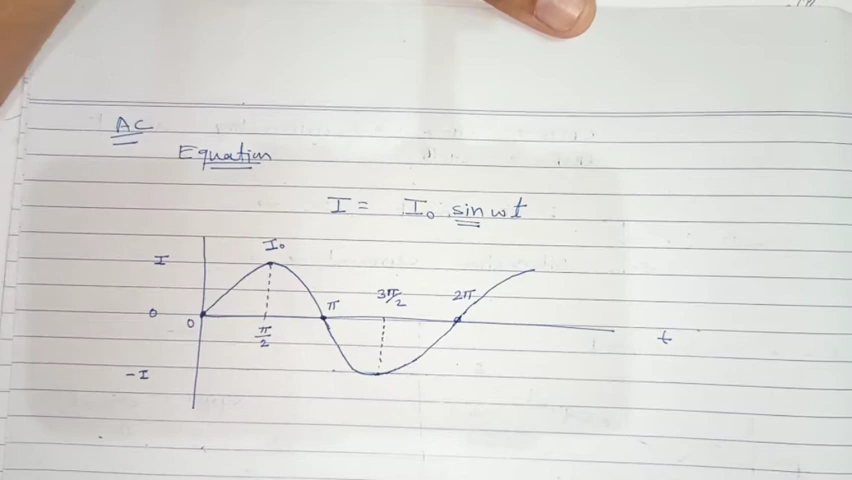 AC
Equation
I = I₀ sin ωt
I₀
I
3π/2
2π
π
0
0
π/2
t
-I